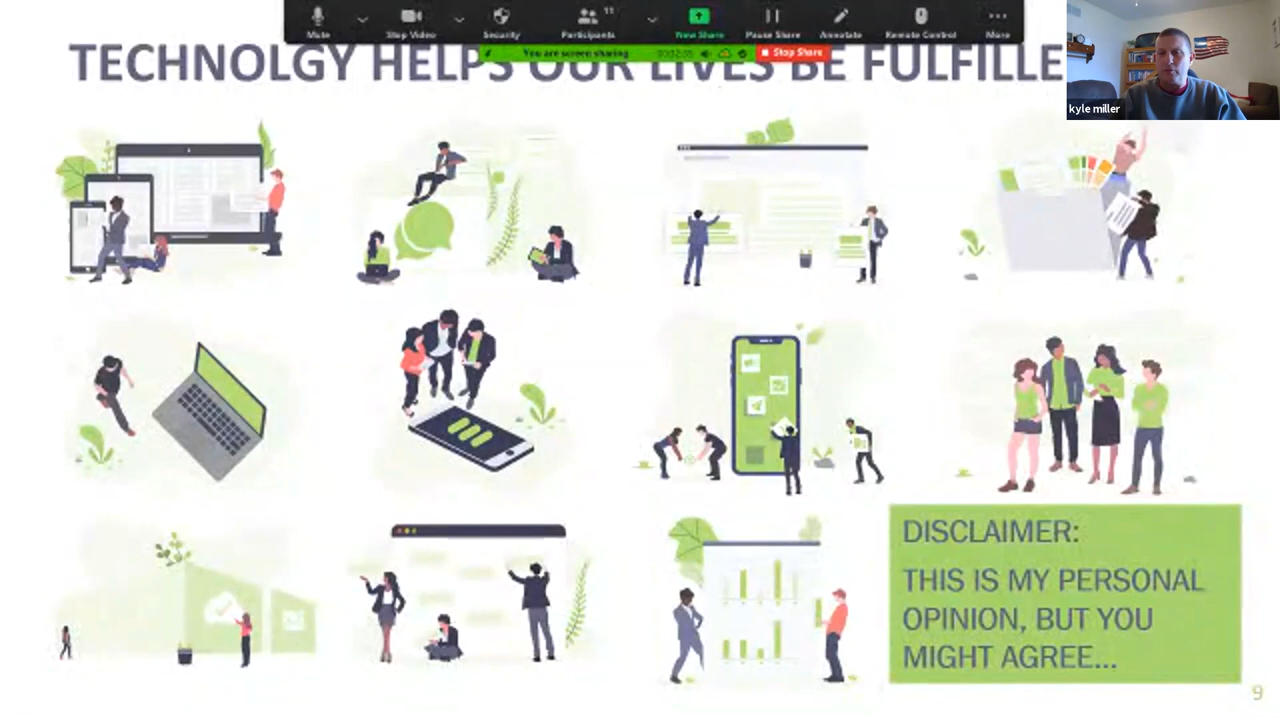 Mute
Stop Video
Security
Participants
11
New Share
Pause Share
Annotate
Remote Control
More
You are screen sharing
Stop Share
kyle miller
TECHNOLGY HELPS OUR LIVES BE FULFILLE
DISCLAIMER:
THIS IS MY PERSONAL
OPINION, BUT YOU
MIGHT AGREE...
9